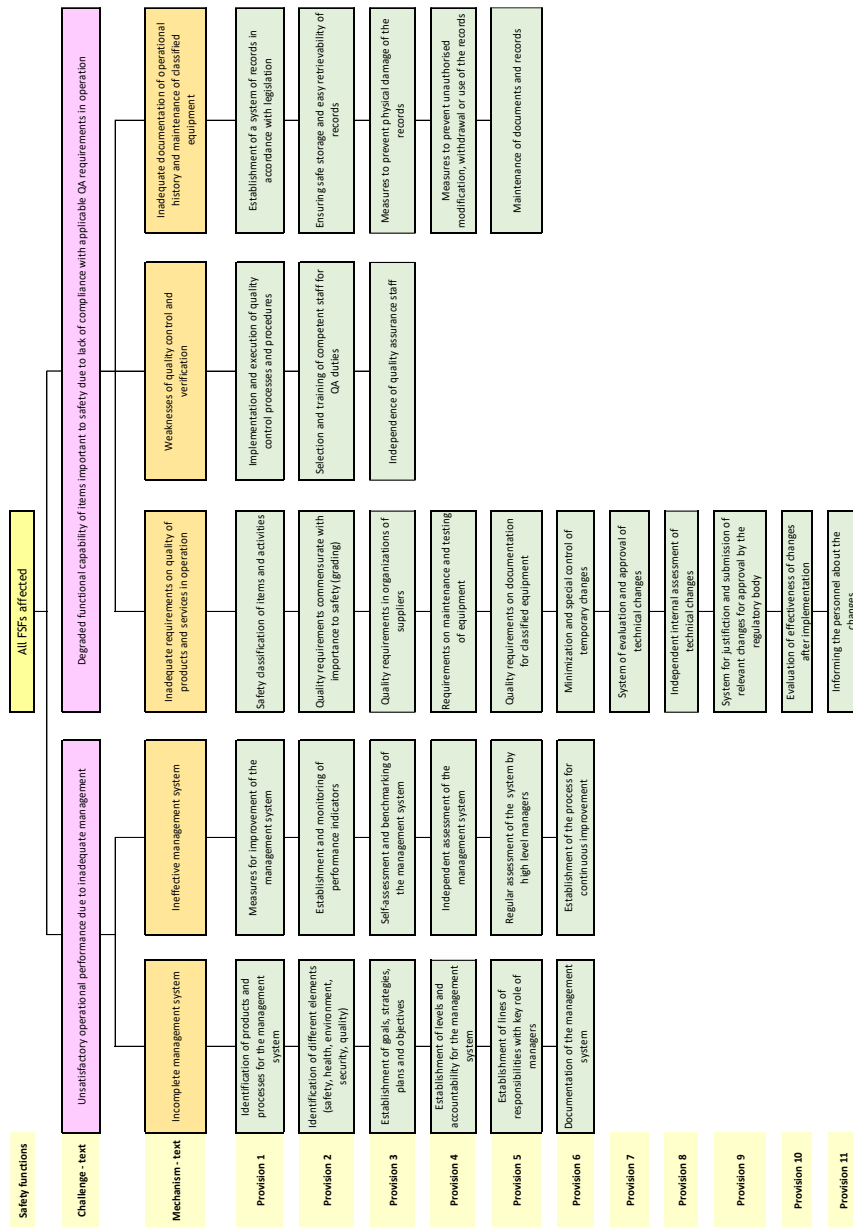 Safety functions
All FSFs affected
Challenge - text
Unsatisfactory operational performance due to inadequate management
Degraded functional capability of items important to safety due to lack of compliance with applicable QA requirements in operation
Mechanism - text
Incomplete management system
Ineffective management system
Inadequate requirements on quality of
products and services in operation
Weaknesses of quality control and
verification
Inadequate documentation of operational
history and maintenance of classified
equipment
Provision 1
Identification of products and
processes for the management
system
Measures for improvement of the
management system
Safety classification of items and activities
Implementation and execution of quality
control processes and procedures
Establishment of a system of records in
accordance with legislation
Provision 2
Identification of different elements
(safety, health, environment,
security, quality)
Establishment and monitoring of
performance indicators
Quality requirements commensurate with
importance to safety (grading)
Selection and training of competent staff for
QA duties
Ensuring safe storage and easy retrievability of
records
Provision 3
Establishment of goals, strategies,
plans and objectives
Self-assessment and benchmarking of
the management system
Quality requirements in organizations of
suppliers
Independence of quality assurance staff
Measures to prevent physical damage of the
records
Provision 4
Establishment of levels and
accountability for the management
system
Independent assessment of the
management system
Requirements on maintenance and testing
of equipment
Measures to prevent unauthorised
modification, withdrawal or use of the records
Provision 5
Establishment of lines of
responsibilities with key role of
managers
Regular assessment of the system by
high level managers
Quality requirements on documentation
for classified equipment
Maintenance of documents and records
Provision 6
Documentation of the management
system
Establishment of the process for
continuous improvement
Minimization and special control of
temporary changes
Provision 7
System of evaluation and approval of
technical changes
Provision 8
Independent internal assessment of
technical changes
Provision 9
System for justifiction and submission of
relevant changes for approval by the
regulatory body
Provision 10
Evaluation of effectiveness of changes
after implementation
Provision 11
Informing the personnel about the
changes